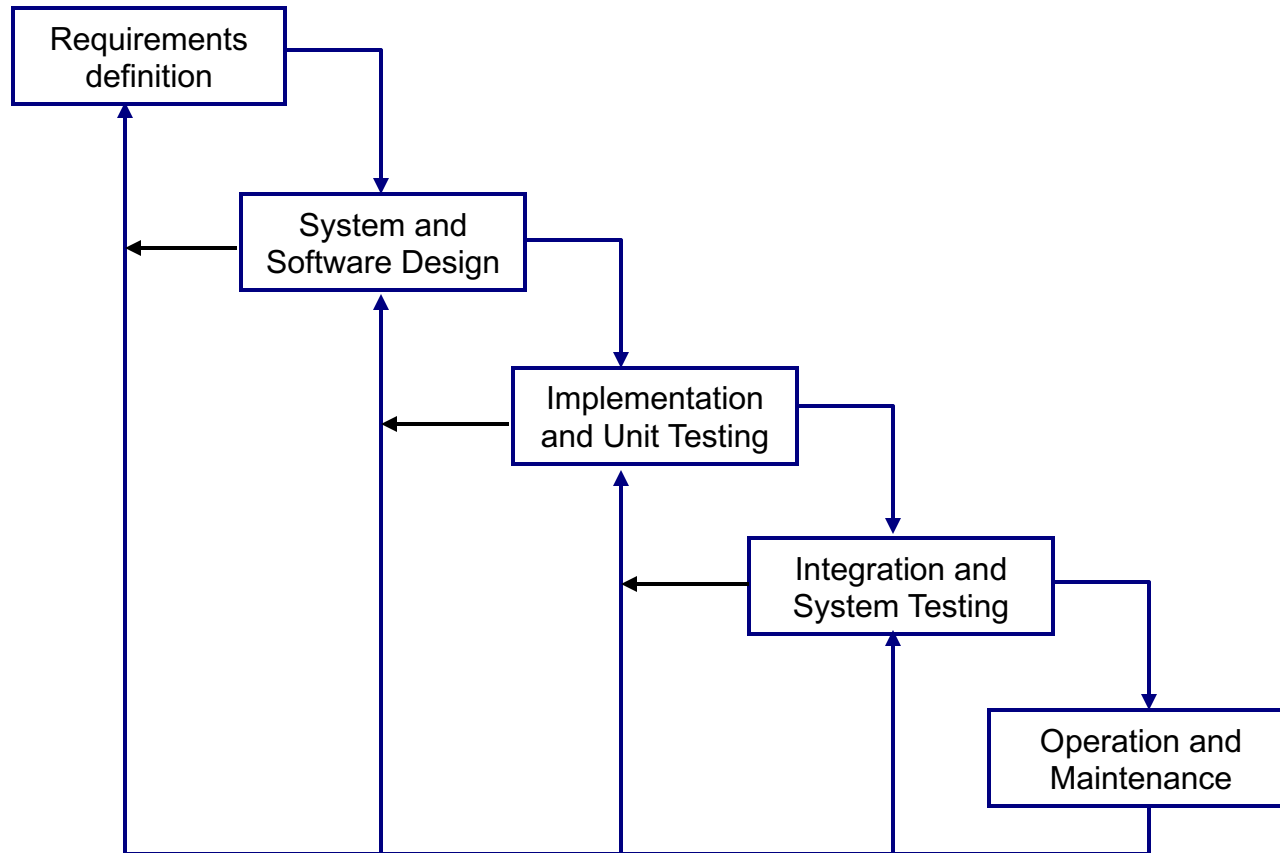 Requirements
definition
System and
Software Design
Implementation
and Unit Testing
Integration and
System Testing
Operation and
Maintenance